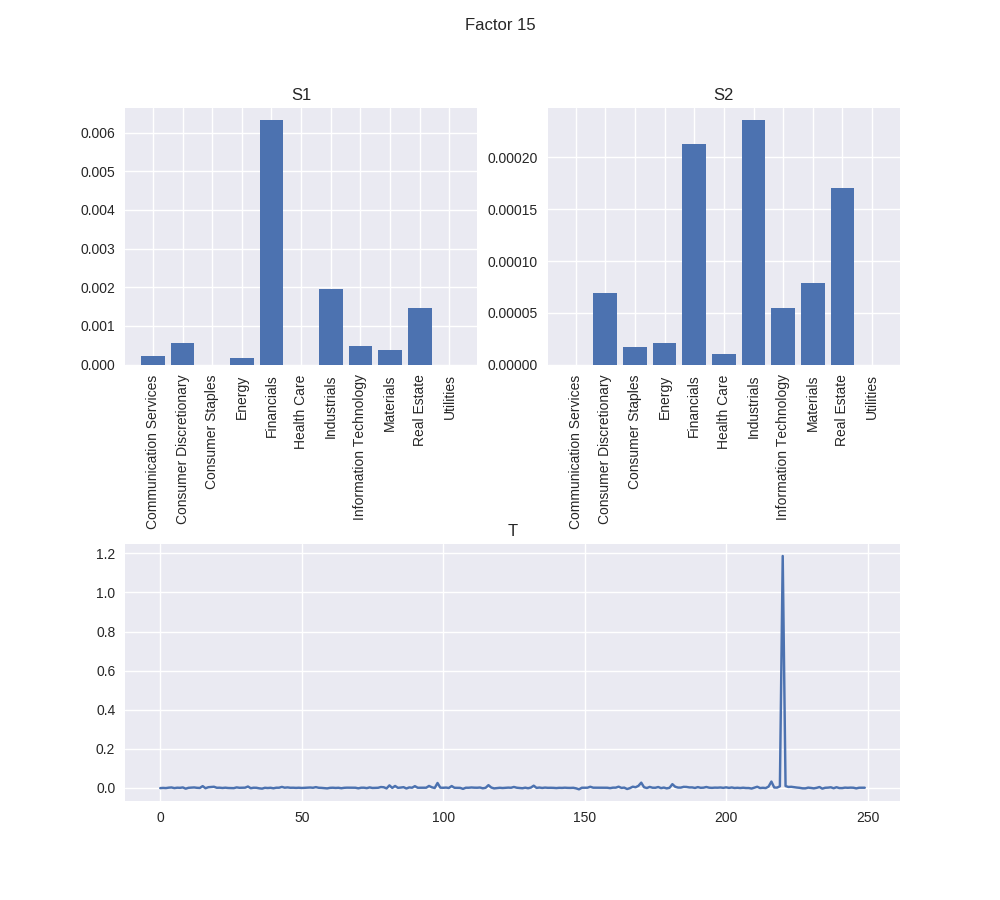 Factor 15
S1
0.006
0.005
0.004
0.003
0.002
0.001
0.000
Communication Services
Consumer Discretionary
Consumer Staples
Energy
Financials
Health Care
Industrials
Information Technology
Materials
Real Estate
Utilities
S2
0.00020
0.00015
0.00010
0.00005
0.00000
Communication Services
Consumer Discretionary
Consumer Staples
Energy
Financials
Health Care
Industrials
Information Technology
Materials
Real Estate
Utilities
T
1.2
1.0
0.8
0.6
0.4
0.2
0.0
0
50
100
150
200
250